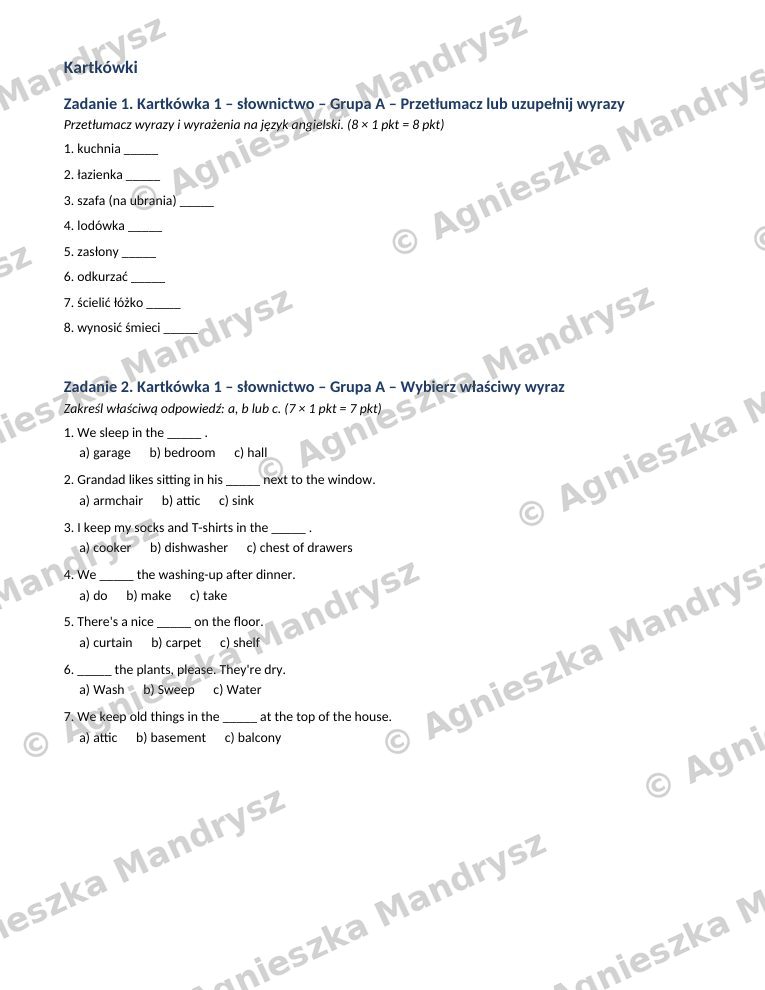 Kartkówki
Zadanie 1. Kartkówka 1 – słownictwo – Grupa A – Przetłumacz lub uzupełnij wyrazy
Przetłumacz wyrazy i wyrażenia na język angielski. (8 × 1 pkt = 8 pkt)
1. kuchnia _____
2. łazienka _____
3. szafa (na ubrania) _____
4. lodówka _____
5. zasłony _____
6. odkurzać _____
7. ścielić łóżko _____
8. wynosić śmieci _____
Zadanie 2. Kartkówka 1 – słownictwo – Grupa A – Wybierz właściwy wyraz
Zakreśl właściwą odpowiedź: a, b lub c. (7 × 1 pkt = 7 pkt)
1. We sleep in the _____ .
a) garage b) bedroom c) hall
2. Grandad likes sitting in his _____ next to the window.
a) armchair b) attic c) sink
3. I keep my socks and T-shirts in the _____ .
a) cooker b) dishwasher c) chest of drawers
4. We _____ the washing-up after dinner.
a) do b) make c) take
5. There's a nice _____ on the floor.
a) curtain b) carpet c) shelf
6. _____ the plants, please. They're dry.
a) Wash b) Sweep c) Water
7. We keep old things in the _____ at the top of the house.
a) attic b) basement c) balcony
© Agnieszka Mandrysz